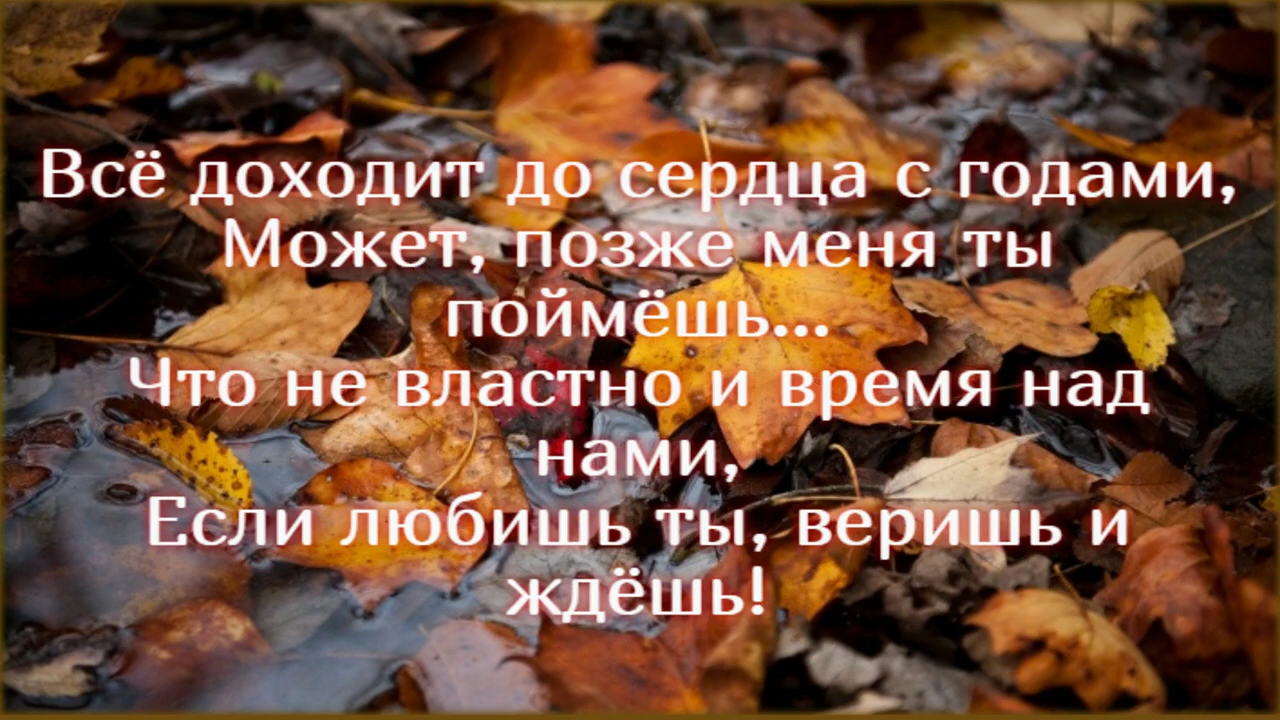 Всё доходит до сердца с годами,
Может, позже меня ты
поймёшь...
Что не властно и время над
нами,
Если любишь ты, веришь и
ждёшь!